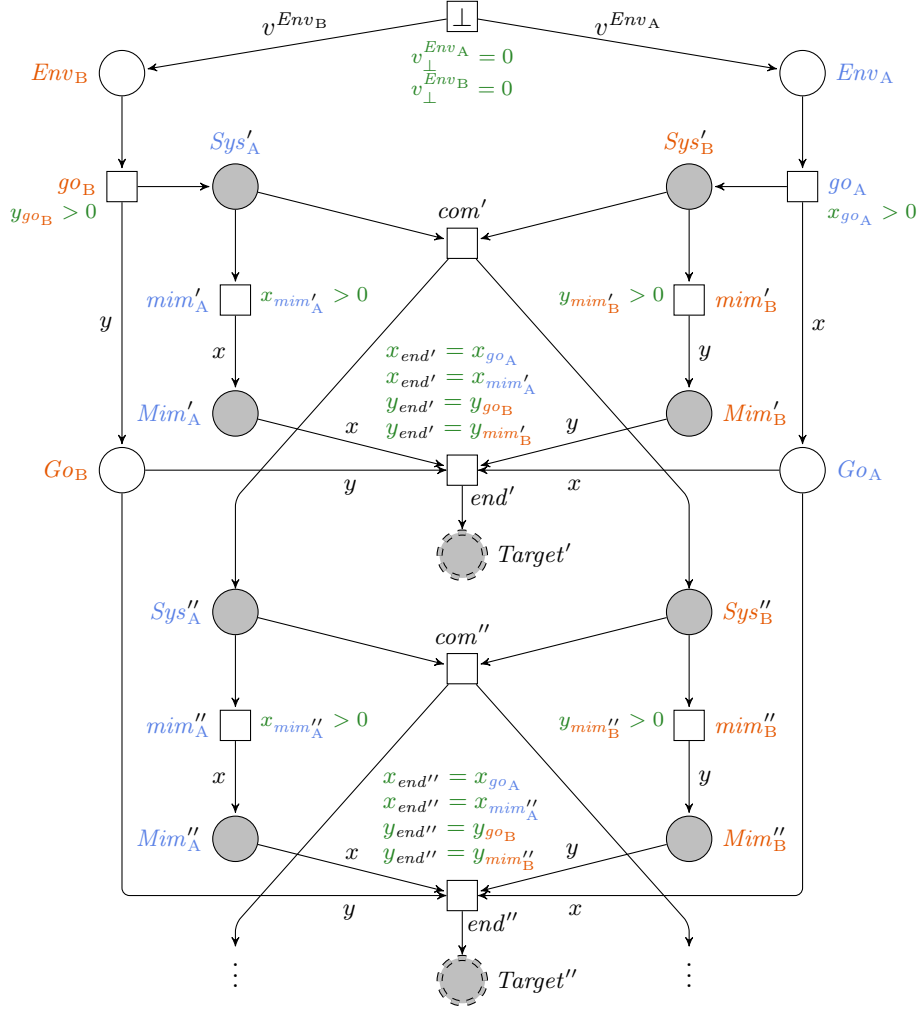 ⊥
v^{Env_B}
v^{Env_A}
v_⊥^{Env_A} = 0
v_⊥^{Env_B} = 0
Env_B
Env_A
Sys′_A
Sys′_B
go_B
y_{go_B} > 0
go_A
x_{go_A} > 0
com′
mim′_A
x_{mim′_A} > 0
y_{mim′_B} > 0
mim′_B
y
x
x
y
x_{end′} = x_{go_A}
x_{end′} = x_{mim′_A}
y_{end′} = y_{go_B}
y_{end′} = y_{mim′_B}
Mim′_A
Mim′_B
x
y
Go_B
Go_A
y
x
end′
Target′
Sys″_A
Sys″_B
com″
mim″_A
x_{mim″_A} > 0
y_{mim″_B} > 0
mim″_B
x
y
x_{end″} = x_{go_A}
x_{end″} = x_{mim″_A}
y_{end″} = y_{go_B}
y_{end″} = y_{mim″_B}
Mim″_A
Mim″_B
x
y
y
x
end″
⋮
⋮
Target″